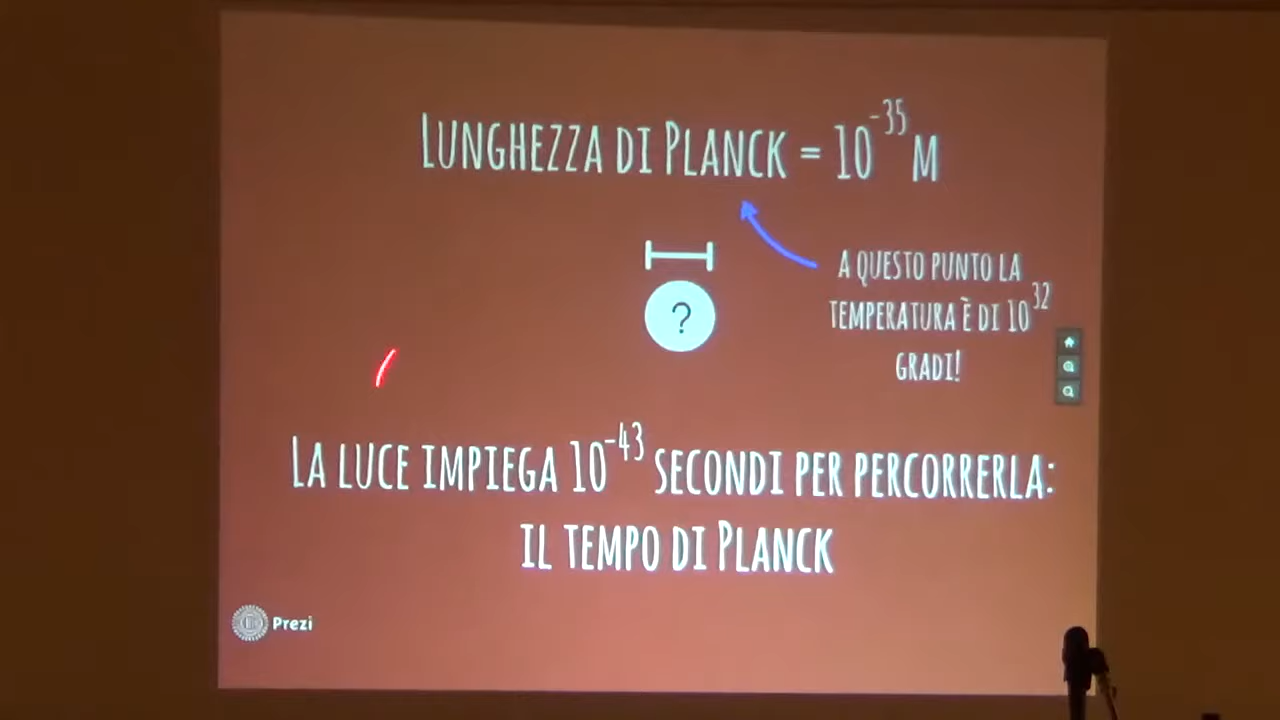 LUNGHEZZA DI PLANCK = 10⁻³⁵ M
A QUESTO PUNTO LA
TEMPERATURA È DI 10³²
GRADI!
?
LA LUCE IMPIEGA 10⁻⁴³ SECONDI PER PERCORRERLA:
IL TEMPO DI PLANCK
Prezi